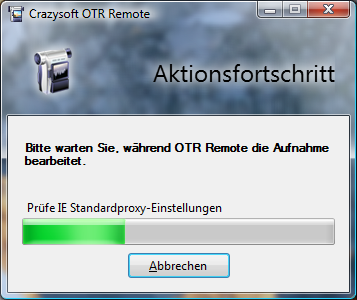 Crazysoft OTR Remote
Aktionsfortschritt
Bitte warten Sie, während OTR Remote die Aufnahme
bearbeitet.
Prüfe IE Standardproxy-Einstellungen
Abbrechen